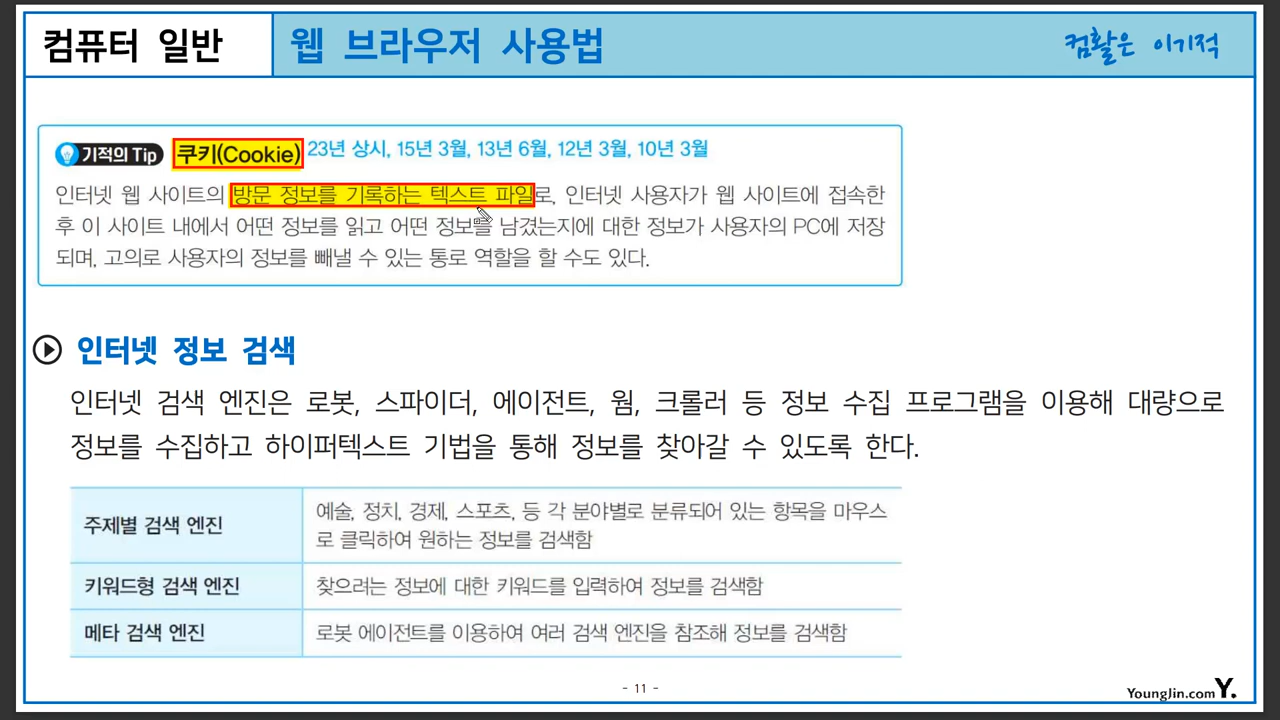 컴퓨터 일반
웹 브라우저 사용법
컴활은 이기적
기적의 Tip 쿠키(Cookie) 23년 상시, 15년 3월, 13년 6월, 12년 3월, 10년 3월
인터넷 웹 사이트의 방문 정보를 기록하는 텍스트 파일로, 인터넷 사용자가 웹 사이트에 접속한
후 이 사이트 내에서 어떤 정보를 읽고 어떤 정보를 남겼는지에 대한 정보가 사용자의 PC에 저장
되며, 고의로 사용자의 정보를 빼낼 수 있는 통로 역할을 할 수도 있다.
인터넷 정보 검색
인터넷 검색 엔진은 로봇, 스파이더, 에이전트, 웜, 크롤러 등 정보 수집 프로그램을 이용해 대량으로
정보를 수집하고 하이퍼텍스트 기법을 통해 정보를 찾아갈 수 있도록 한다.
주제별 검색 엔진
예술, 정치, 경제, 스포츠, 등 각 분야별로 분류되어 있는 항목을 마우스
로 클릭하여 원하는 정보를 검색함
키워드형 검색 엔진
찾으려는 정보에 대한 키워드를 입력하여 정보를 검색함
메타 검색 엔진
로봇 에이전트를 이용하여 여러 검색 엔진을 참조해 정보를 검색함
- 11 -
YoungJin.com Y.